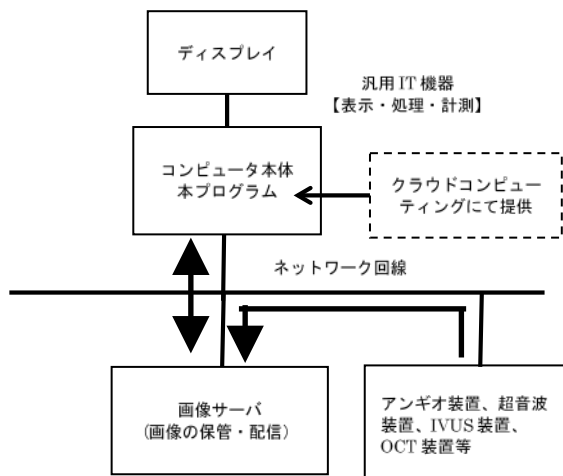 ディスプレイ
汎用 IT 機器
【表示・処理・計測】
コンピュータ本体
本プログラム
クラウドコンピュー
ティングにて提供
ネットワーク回線
画像サーバ
(画像の保管・配信)
アンギオ装置、超音波
装置、IVUS 装置、
OCT 装置等